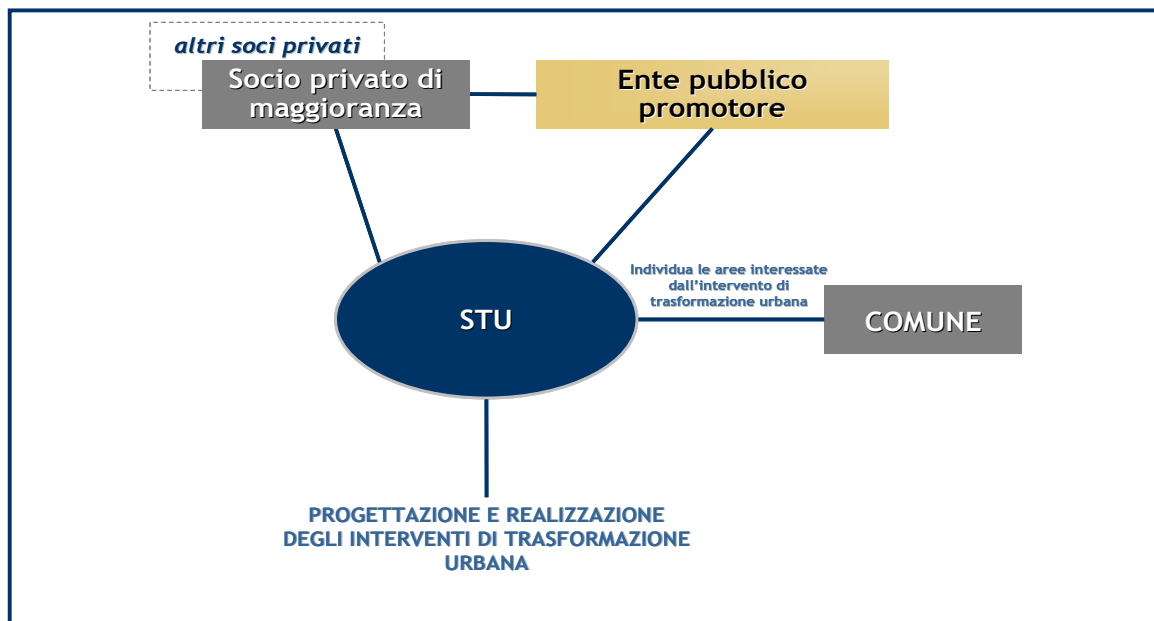 altri soci privati
Socio privato di
maggioranza
Ente pubblico
promotore
Individua le aree interessate
dall'intervento di
trasformazione urbana
STU
COMUNE
PROGETTAZIONE E REALIZZAZIONE
DEGLI INTERVENTI DI TRASFORMAZIONE
URBANA